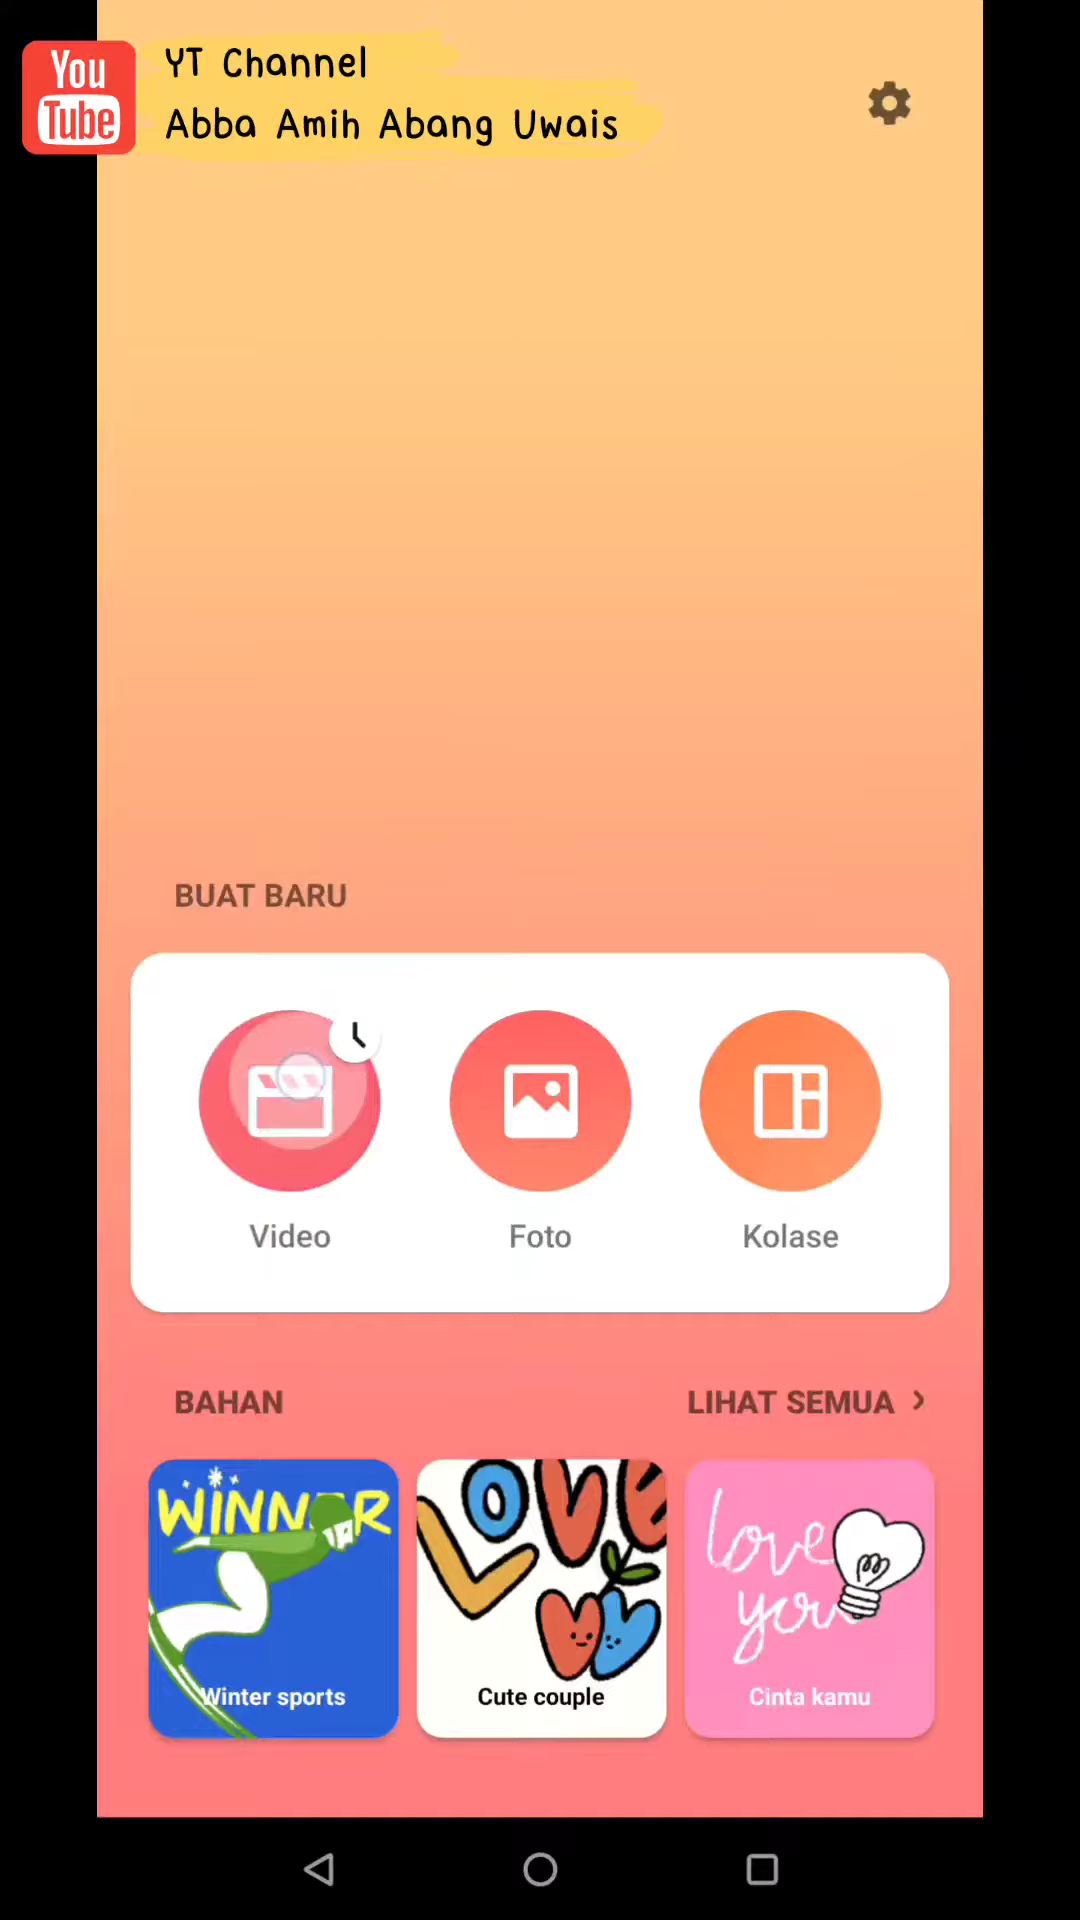 You
Tube
YT Channel
Abba Amih Abang Uwais
BUAT BARU
Video
Foto
Kolase
BAHAN
LIHAT SEMUA
WINNER
Winter sports
LOVE
Cute couple
love
you
Cinta kamu